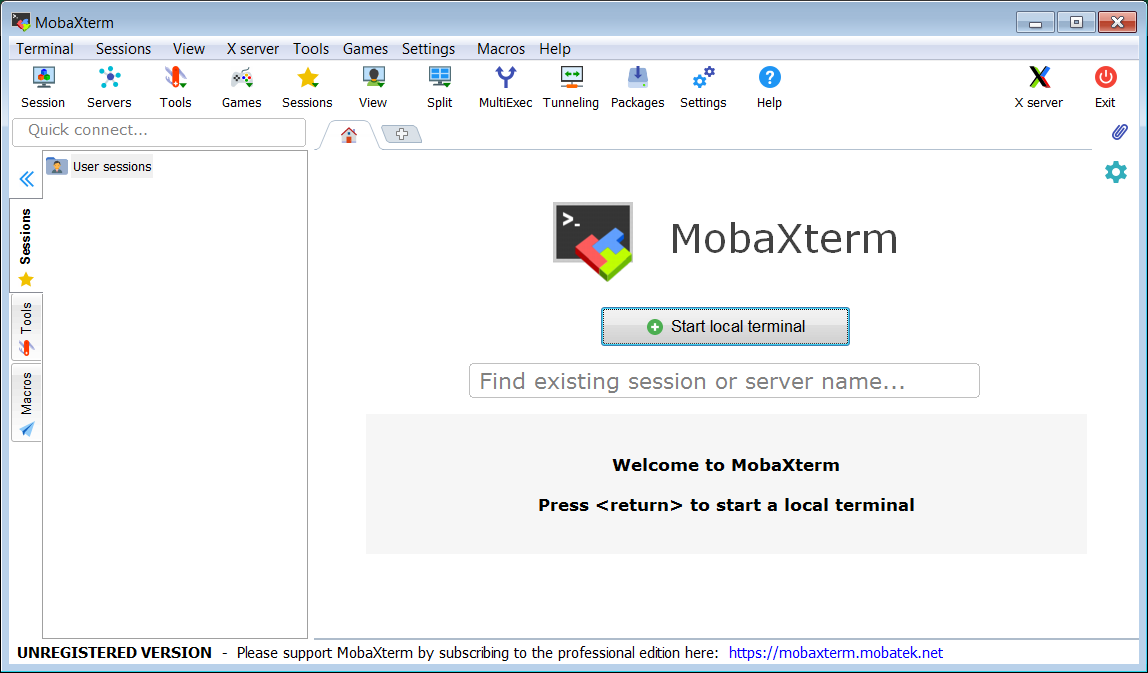 MobaXterm
Terminal Sessions View X server Tools Games Settings Macros Help
Session Servers Tools Games Sessions View Split MultiExec Tunneling Packages Settings Help X server Exit
Quick connect...
User sessions
Sessions
Tools
Macros
>_
MobaXterm
Start local terminal
Find existing session or server name...
Welcome to MobaXterm
Press <return> to start a local terminal
UNREGISTERED VERSION - Please support MobaXterm by subscribing to the professional edition here: https://mobaxterm.mobatek.net